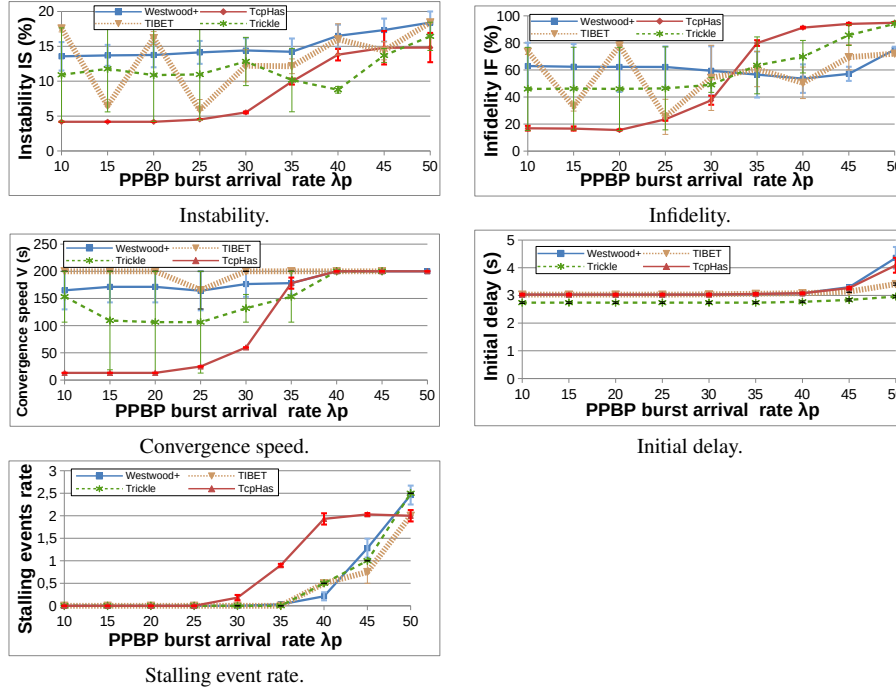 Instability IS (%)
20
15
10
5
0
Westwood+ TcpHas
TIBET Trickle
10 15 20 25 30 35 40 45 50
PPBP burst arrival rate λp
Instability.
Infidelity IF (%)
100
80
60
40
20
0
Westwood+ TcpHas
TIBET Trickle
10 15 20 25 30 35 40 45 50
PPBP burst arrival rate λp
Infidelity.
Convergence speed V (s)
250
200
150
100
50
0
Westwood+ TIBET
Trickle TcpHas
10 15 20 25 30 35 40 45 50
PPBP burst arrival rate λp
Convergence speed.
Initial delay (s)
5
4
3
2
1
0
Westwood+ TIBET
Trickle TcpHas
10 15 20 25 30 35 40 45 50
PPBP burst arrival rate λp
Initial delay.
Stalling events rate
3
2,5
2
1,5
1
0,5
0
Westwood+ TIBET
Trickle TcpHas
10 15 20 25 30 35 40 45 50
PPBP burst arrival rate λp
Stalling event rate.